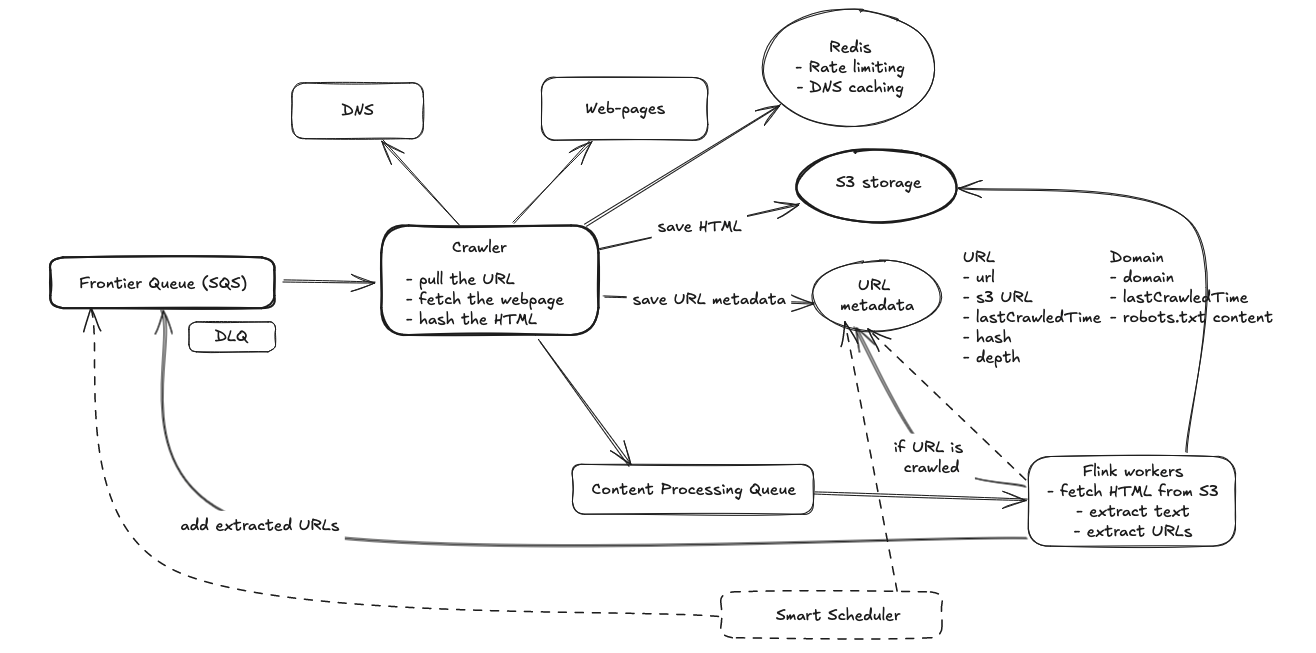 Redis
- Rate limiting
- DNS caching
DNS
Web-pages
S3 storage
save HTML
Crawler
- pull the URL
- fetch the webpage
- hash the HTML
Frontier Queue (SQS)
DLQ
save URL metadata
URL
metadata
URL
- url
- s3 URL
- lastCrawledTime
- hash
- depth
Domain
- domain
- lastCrawledTime
- robots.txt content
if URL is
crawled
Content Processing Queue
Flink workers
- fetch HTML from S3
- extract text
- extract URLs
add extracted URLs
Smart Scheduler